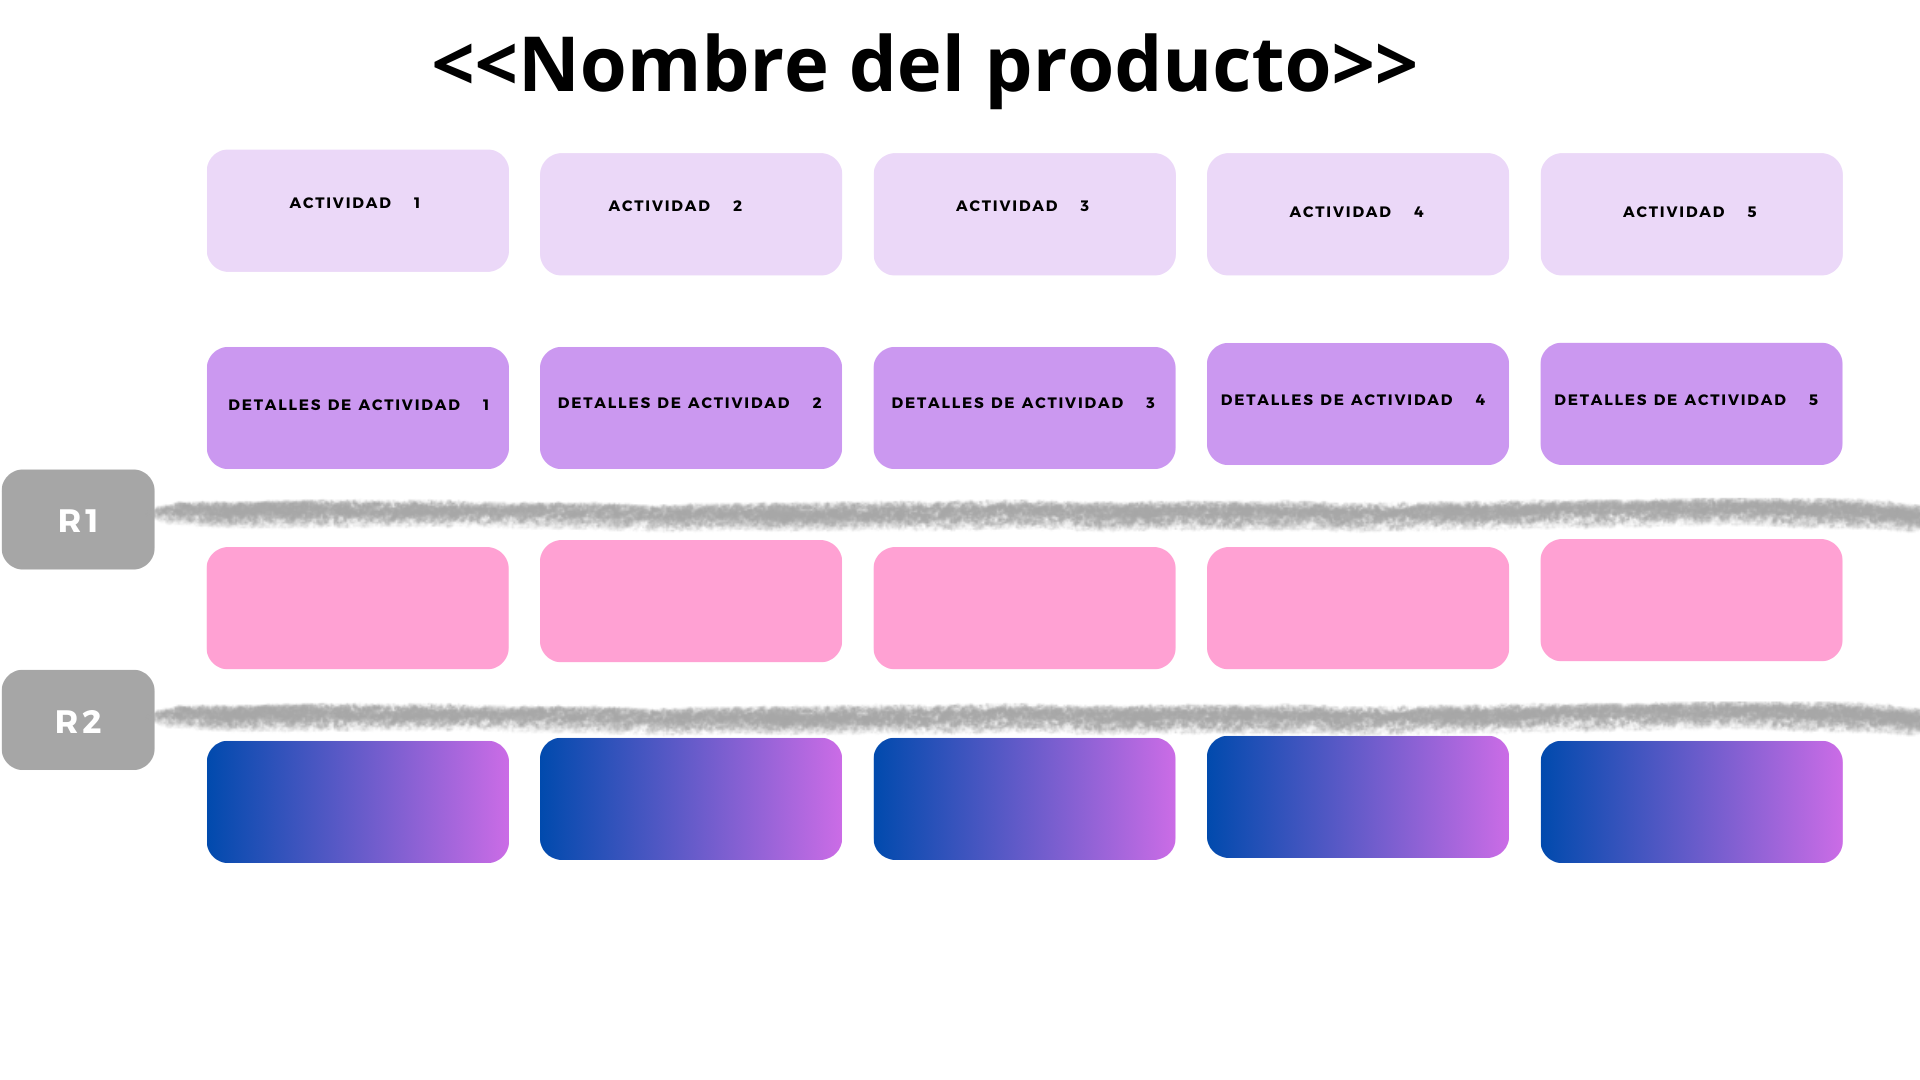 <<Nombre del producto>>
ACTIVIDAD 1
ACTIVIDAD 2
ACTIVIDAD 3
ACTIVIDAD 4
ACTIVIDAD 5
DETALLES DE ACTIVIDAD 1
DETALLES DE ACTIVIDAD 2
DETALLES DE ACTIVIDAD 3
DETALLES DE ACTIVIDAD 4
DETALLES DE ACTIVIDAD 5
R1
R2